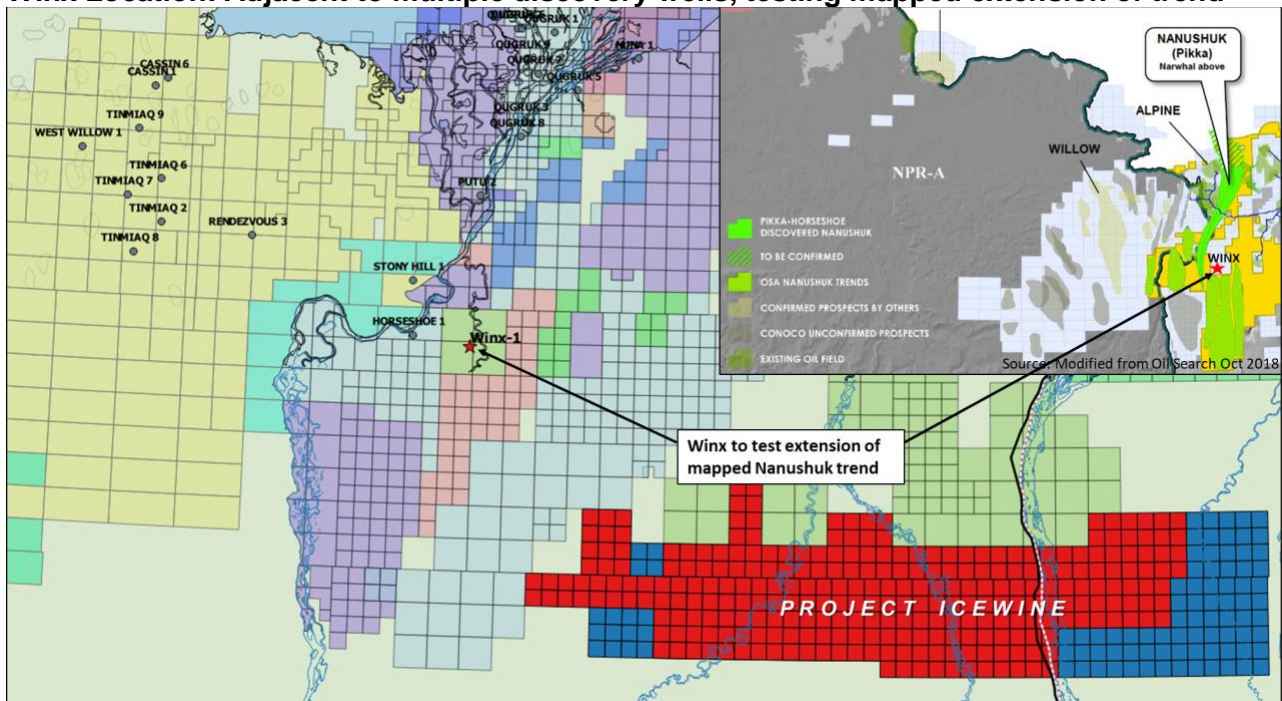 Winx Location: Adjacent to multiple discovery wells, testing mapped extension of trend
QUGRUK 1
QUGRUK 9
NUNA 1
QUGRUK 7
QUGRUK 5
QUGRUK 3
QUGRUK 8
CASSIN 6
CASSIN 1
TINMIAQ 9
WEST WILLOW 1
TINMIAQ 6
TINMIAQ 7
TINMIAQ 2
TINMIAQ 8
RENDEZVOUS 3
PUTU 2
STONY HILL 1
HORSESHOE 1
Winx-1
NANUSHUK
(Pikka)
Narwhal above
ALPINE
WILLOW
NPR-A
WINX
PIKKA-HORSESHOE
DISCOVERED NANUSHUK
TO BE CONFIRMED
OSA NANUSHUK TRENDS
CONFIRMED PROSPECTS BY OTHERS
CONOCO UNCONFIRMED PROSPECTS
EXISTING OIL FIELD
Source: Modified from Oil Search Oct 2018
Winx to test extension of
mapped Nanushuk trend
PROJECT ICEWINE